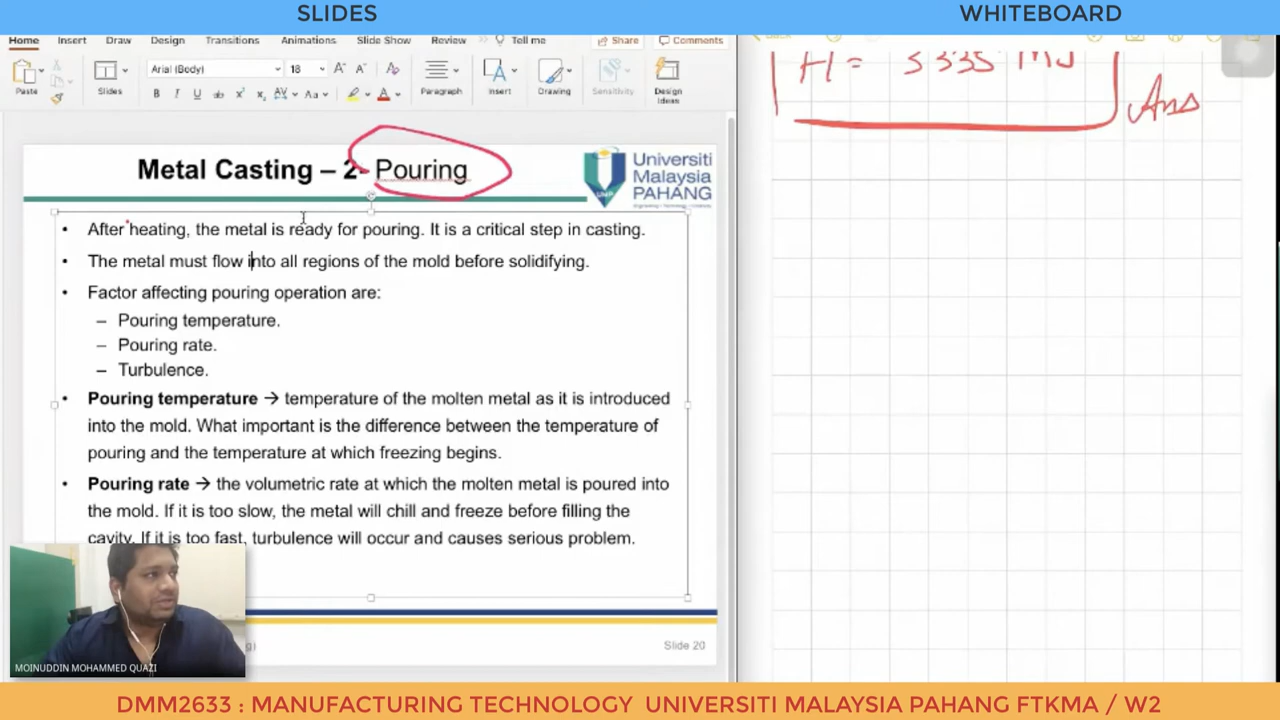 SLIDES
WHITEBOARD
Home Insert Draw Design Transitions Animations Slide Show Review Tell me Share Comments
Arial (Body) 18
Paste Slides B I U ab x² x₂ AV Aa A Paragraph Insert Drawing Sensitivity Design Ideas
Metal Casting – 2- Pouring
Universiti
Malaysia
PAHANG
• After heating, the metal is ready for pouring. It is a critical step in casting.
• The metal must flow into all regions of the mold before solidifying.
• Factor affecting pouring operation are:
– Pouring temperature.
– Pouring rate.
– Turbulence.
• Pouring temperature → temperature of the molten metal as it is introduced
into the mold. What important is the difference between the temperature of
pouring and the temperature at which freezing begins.
• Pouring rate → the volumetric rate at which the molten metal is poured into
the mold. If it is too slow, the metal will chill and freeze before filling the
cavity. If it is too fast, turbulence will occur and causes serious problem.
Slide 20
MOINUDDIN MOHAMMED QUAZI
H = 3335 MJ
Ans
DMM2633 : MANUFACTURING TECHNOLOGY UNIVERSITI MALAYSIA PAHANG FTKMA / W2